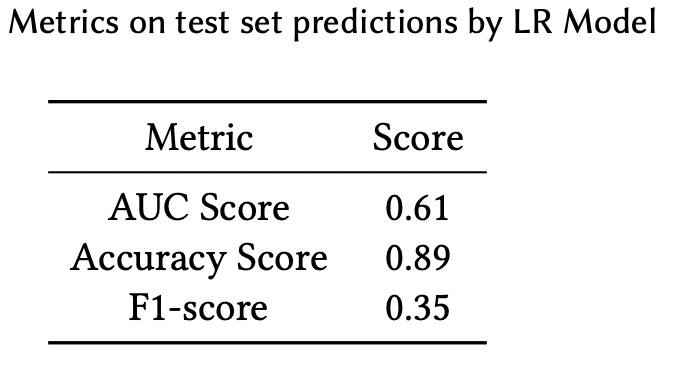 Metrics on test set predictions by LR Model
Metric Score
AUC Score 0.61
Accuracy Score 0.89
F1-score 0.35